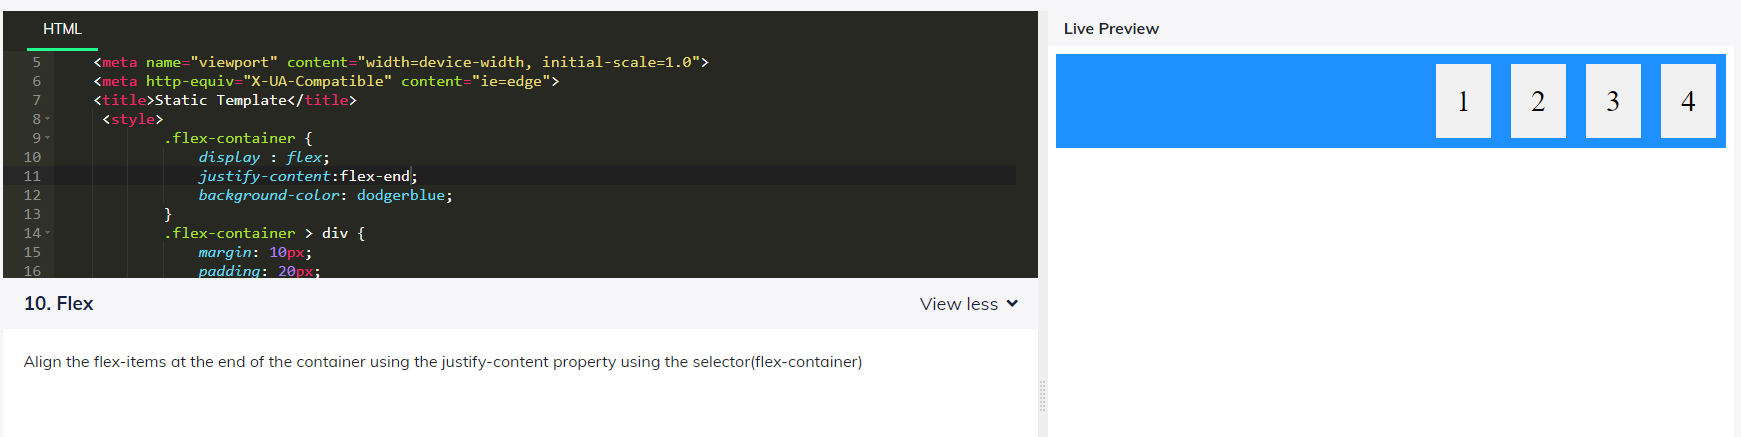 HTML
5 <meta name="viewport" content="width=device-width, initial-scale=1.0">
6 <meta http-equiv="X-UA-Compatible" content="ie=edge">
7 <title>Static Template</title>
8 <style>
9 .flex-container {
10 display : flex;
11 justify-content:flex-end;
12 background-color: dodgerblue;
13 }
14 .flex-container > div {
15 margin: 10px;
16 padding: 20px;
10. Flex
View less
Align the flex-items at the end of the container using the justify-content property using the selector(flex-container)
Live Preview
1 2 3 4